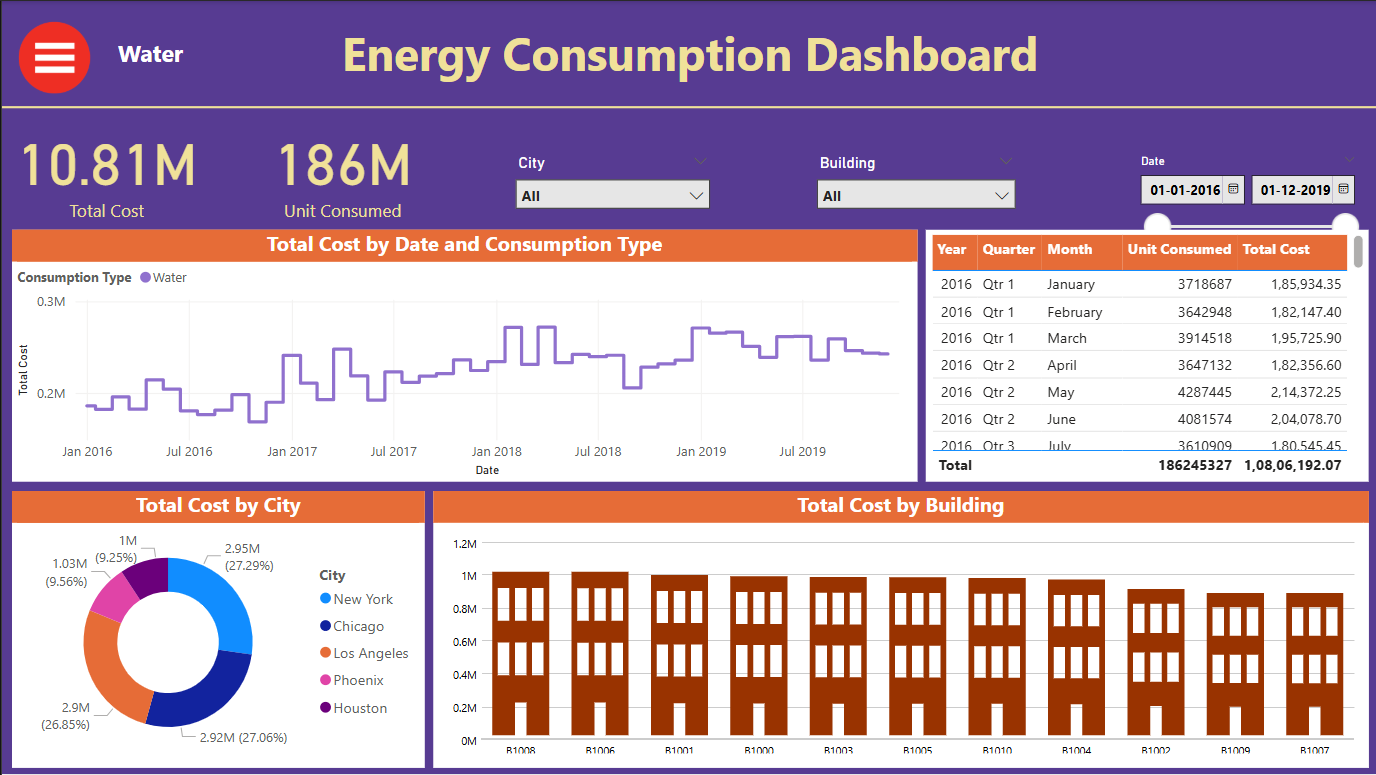 Water
Energy Consumption Dashboard
10.81M
Total Cost
186M
Unit Consumed
City
All
Building
All
Date
01-01-2016
01-12-2019
Total Cost by Date and Consumption Type
Consumption Type Water
Total Cost
0.3M
0.2M
Jan 2016 Jul 2016 Jan 2017 Jul 2017 Jan 2018 Jul 2018 Jan 2019 Jul 2019
Date
Year Quarter Month Unit Consumed Total Cost
2016 Qtr 1 January 3718687 1,85,934.35
2016 Qtr 1 February 3642948 1,82,147.40
2016 Qtr 1 March 3914518 1,95,725.90
2016 Qtr 2 April 3647132 1,82,356.60
2016 Qtr 2 May 4287445 2,14,372.25
2016 Qtr 2 June 4081574 2,04,078.70
2016 Qtr 3 July 3610909 1,80,545.45
Total 186245327 1,08,06,192.07
Total Cost by City
1M
(9.25%)
1.03M
(9.56%)
2.95M
(27.29%)
2.9M
(26.85%)
2.92M (27.06%)
City
New York
Chicago
Los Angeles
Phoenix
Houston
Total Cost by Building
1.2M
1M
0.8M
0.6M
0.4M
0.2M
0M
B1008 B1006 B1001 B1000 B1003 B1005 B1010 B1004 B1002 B1009 B1007